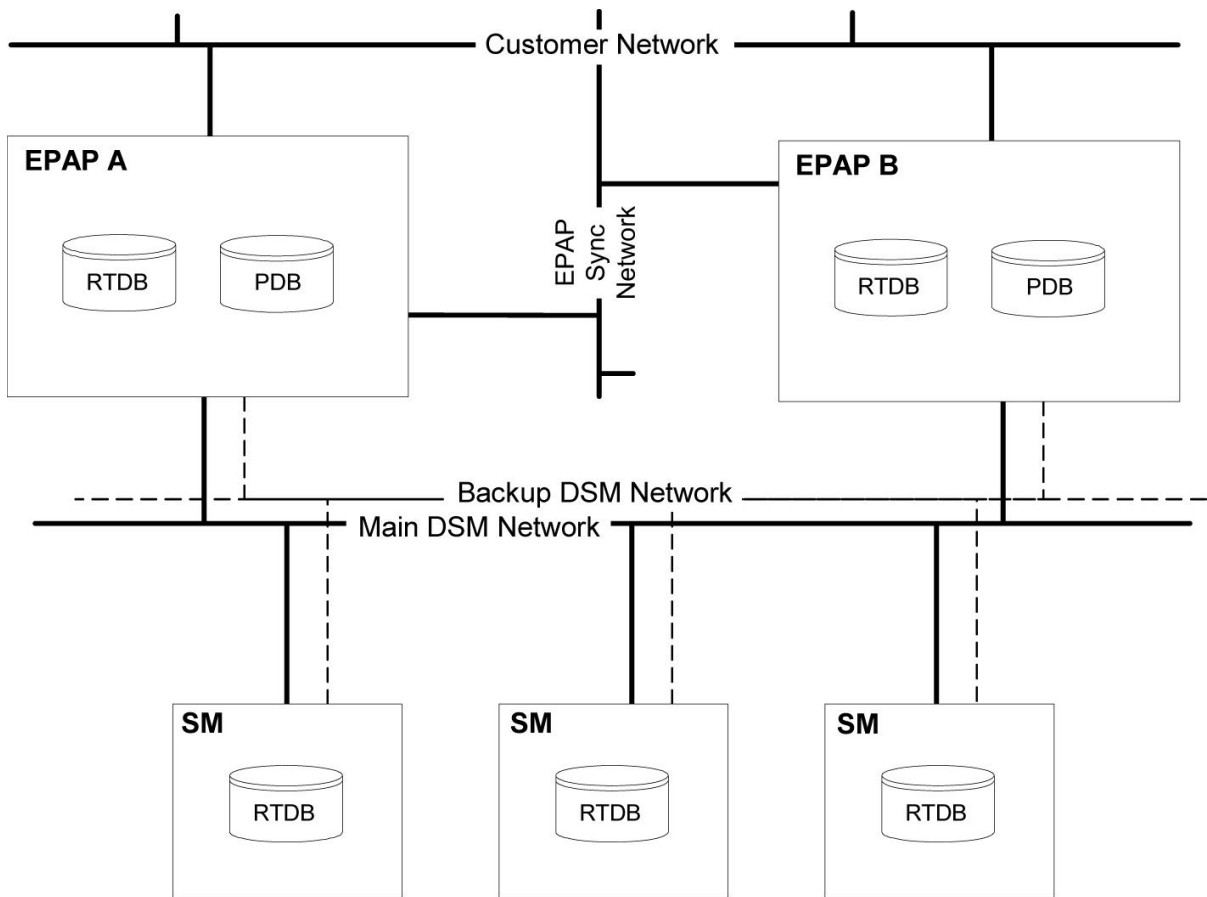 Customer Network
EPAP A
RTDB
PDB
EPAP
Sync
Network
EPAP B
RTDB
PDB
Backup DSM Network
Main DSM Network
SM
RTDB
SM
RTDB
SM
RTDB